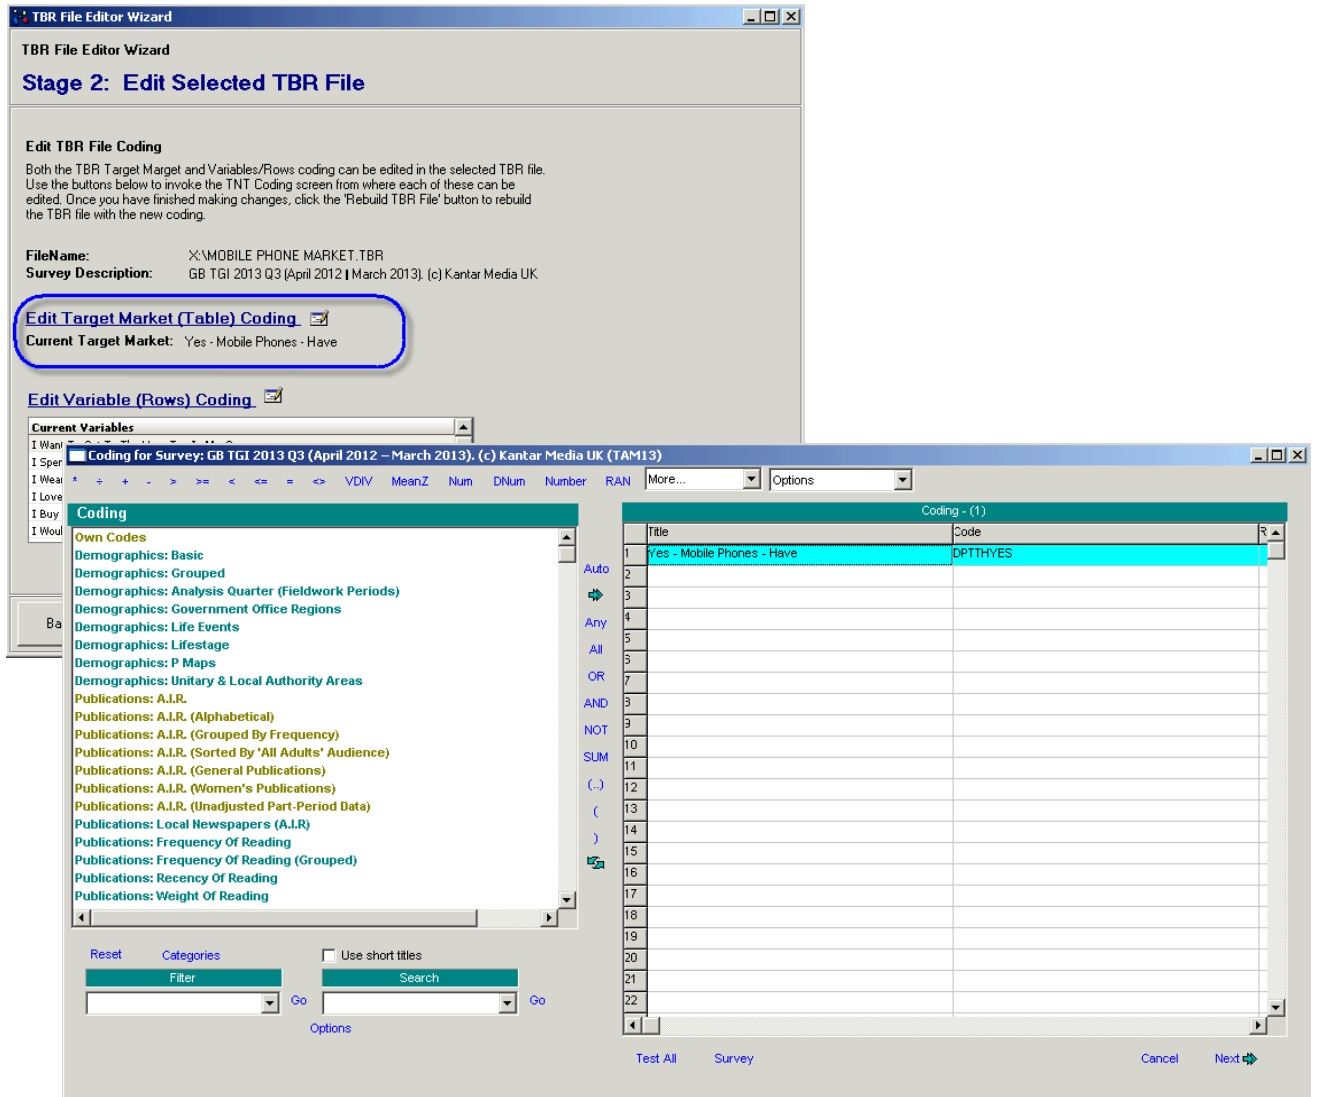 TBR File Editor Wizard
TBR File Editor Wizard
Stage 2: Edit Selected TBR File
Edit TBR File Coding
Both the TBR Target Marget and Variables/Rows coding can be edited in the selected TBR file.
Use the buttons below to invoke the TNT Coding screen from where each of these can be
edited. Once you have finished making changes, click the 'Rebuild TBR File' button to rebuild
the TBR file with the new coding.
FileName: X:\MOBILE PHONE MARKET.TBR
Survey Description: GB TGI 2013 Q3 (April 2012 | March 2013). (c) Kantar Media UK
Edit Target Market (Table) Coding
Current Target Market: Yes - Mobile Phones - Have
Edit Variable (Rows) Coding
Current Variables
I Want
I Sper
I Wear
I Love
I Buy
I Woul
Ba
Coding for Survey: GB TGI 2013 Q3 (April 2012 – March 2013). (c) Kantar Media UK (TAM13)
* ÷ + - > >= < <= = <> VDIV MeanZ Num DNum Number RAN More... Options
Coding
Own Codes
Demographics: Basic
Demographics: Grouped
Demographics: Analysis Quarter (Fieldwork Periods)
Demographics: Government Office Regions
Demographics: Life Events
Demographics: Lifestage
Demographics: P Maps
Demographics: Unitary & Local Authority Areas
Publications: A.I.R.
Publications: A.I.R. (Alphabetical)
Publications: A.I.R. (Grouped By Frequency)
Publications: A.I.R. (Sorted By 'All Adults' Audience)
Publications: A.I.R. (General Publications)
Publications: A.I.R. (Women's Publications)
Publications: A.I.R. (Unadjusted Part-Period Data)
Publications: Local Newspapers (A.I.R)
Publications: Frequency Of Reading
Publications: Frequency Of Reading (Grouped)
Publications: Recency Of Reading
Publications: Weight Of Reading
Auto
Any
All
OR
AND
NOT
SUM
(..)
(
)
Coding - (1)
Title Code R
1 Yes - Mobile Phones - Have DPTTHYES
2
3
4
5
6
7
8
9
10
11
12
13
14
15
16
17
18
19
20
21
22
Reset Categories Use short titles
Filter Search
Go Go
Options
Test All Survey Cancel Next